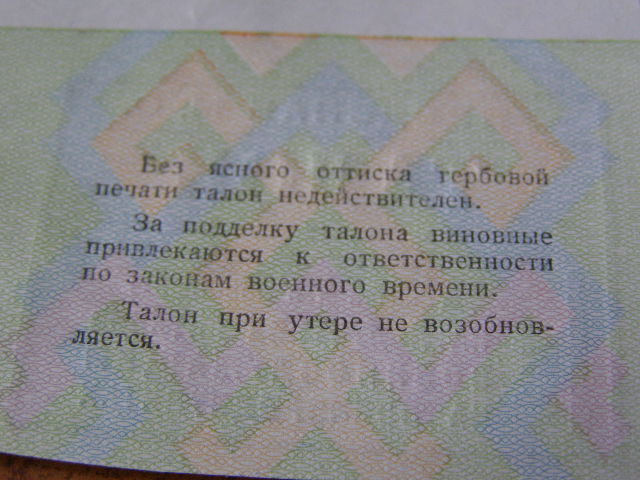 Без ясного оттиска гербовой
печати талон недействителен.
За подделку талона виновные
привлекаются к ответственности
по законам военного времени.
Талон при утере не возобнов-
ляется.